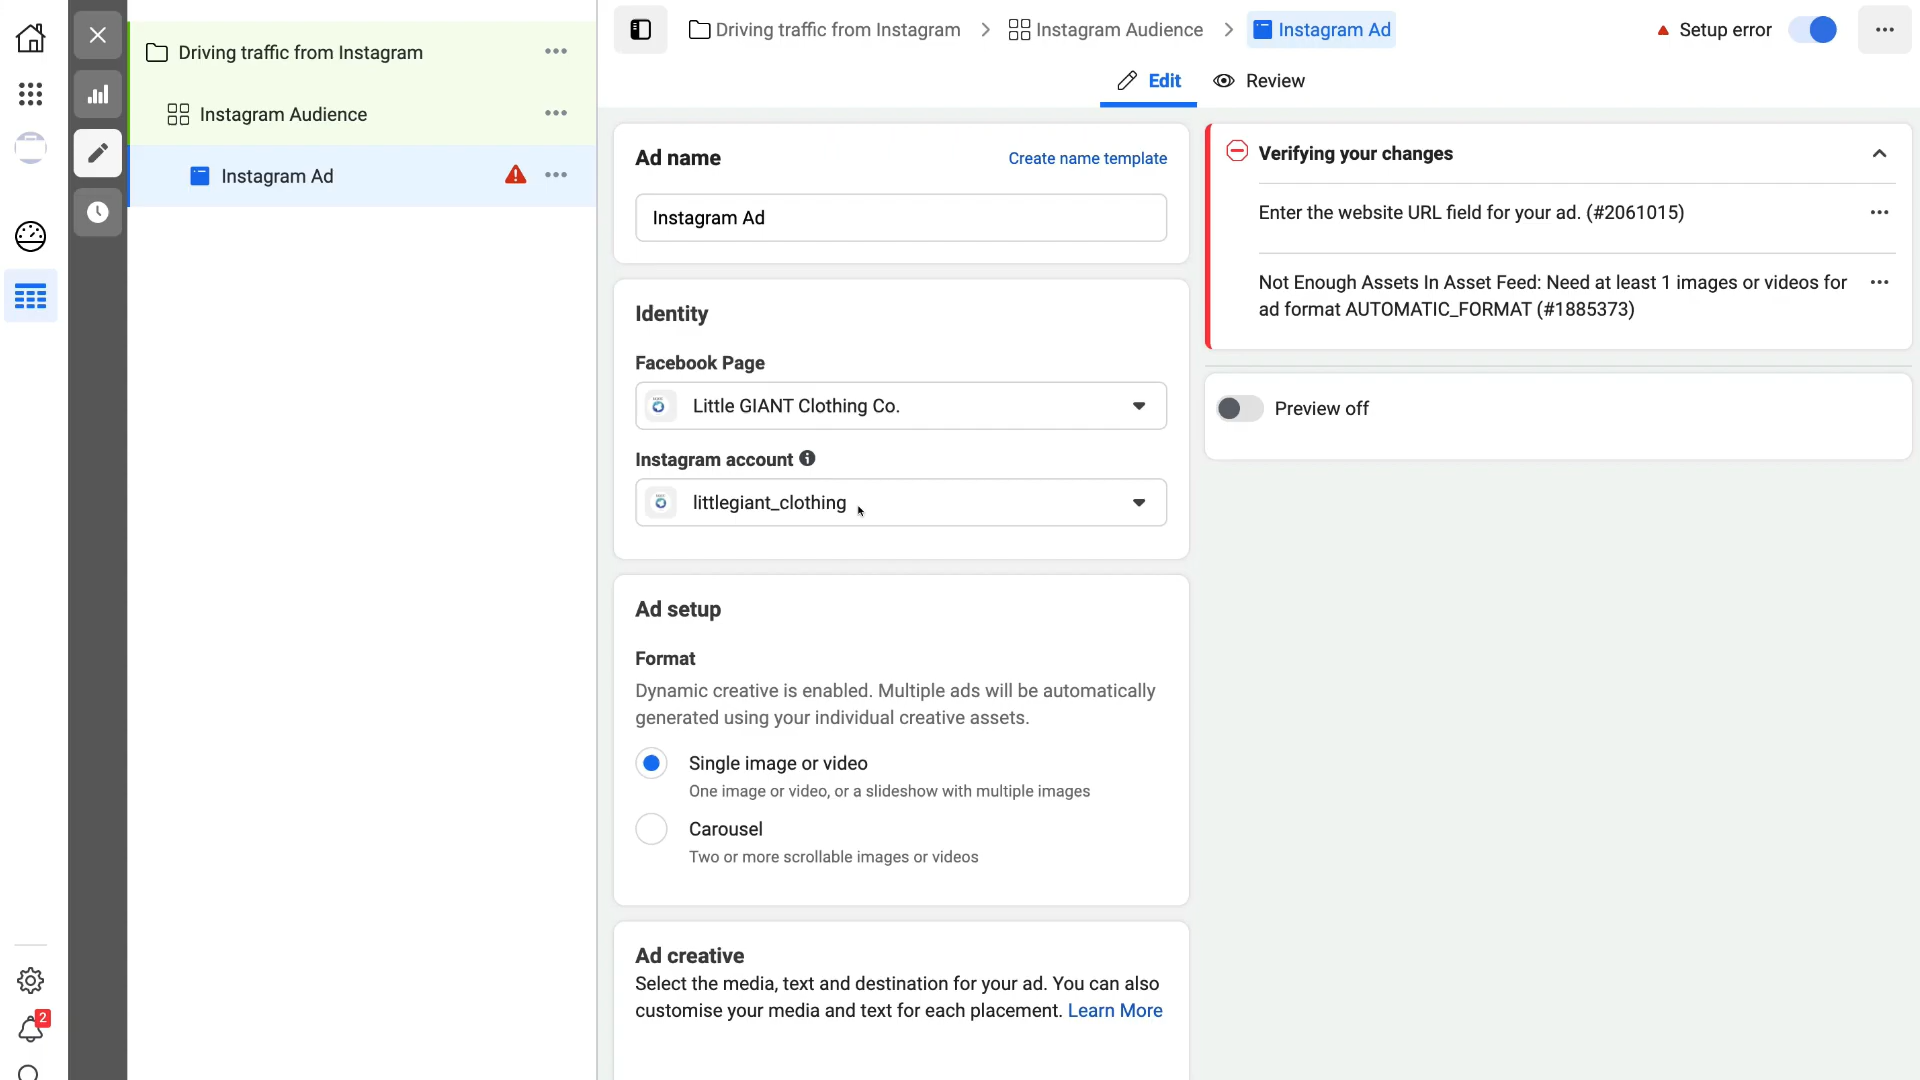 Driving traffic from Instagram
Instagram Audience
Instagram Ad
2
Driving traffic from Instagram
Instagram Audience
Instagram Ad
Setup error
Edit
Review
Ad name
Create name template
Instagram Ad
Identity
Facebook Page
Little GIANT Clothing Co.
Instagram account
littlegiant_clothing
Ad setup
Format
Dynamic creative is enabled. Multiple ads will be automatically
generated using your individual creative assets.
Single image or video
One image or video, or a slideshow with multiple images
Carousel
Two or more scrollable images or videos
Ad creative
Select the media, text and destination for your ad. You can also
customise your media and text for each placement. Learn More
Verifying your changes
Enter the website URL field for your ad. (#2061015)
Not Enough Assets In Asset Feed: Need at least 1 images or videos for
ad format AUTOMATIC_FORMAT (#1885373)
Preview off